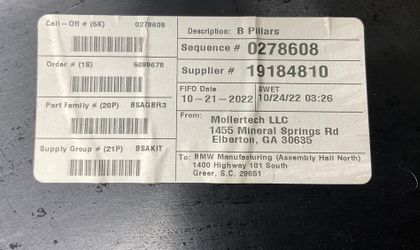 Call-Off # (6K) 0278608
Order # (1S) 5099676
Part Family # (20P) BSAGBR3
Supply Group # (21P) BSAKIT
Description: B Pillars
Sequence # 0278608
Supplier # 19184810
FIFO Date
10-21-2022
SWET
10/24/22 03:26
From:
Mollertech LLC
1455 Mineral Springs Rd
Elberton, GA 30635
To: BMW Manufacturing (Assembly Hall North)
1400 Highway 101 South
Greer, S.C. 29651